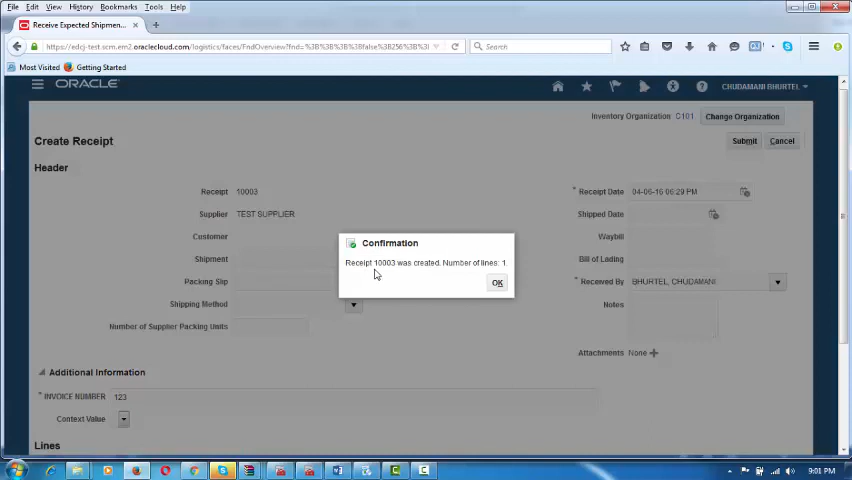 File Edit View History Bookmarks Tools Help
Receive Expected Shipmen...
https://edcj-test.scm.em2.oraclecloud.com/logistics/faces/FndOverview?fnd=%3B%3B%3B%3Bfalse%3B256%3B%3B%
Search
Most Visited Getting Started
ORACLE
CHUDAMANI BHURTEL
Inventory Organization C101 Change Organization
Create Receipt
Submit Cancel
Header
Receipt 10003
* Receipt Date 04-06-16 06:29 PM
Supplier TEST SUPPLIER
Shipped Date
Customer
Waybill
Shipment
Bill of Lading
Packing Slip
* Received By BHURTEL, CHUDAMANI
Shipping Method
Notes
Number of Supplier Packing Units
Attachments None
Confirmation
Receipt 10003 was created. Number of lines: 1.
OK
Additional Information
* INVOICE NUMBER 123
Context Value
Lines
9:01 PM